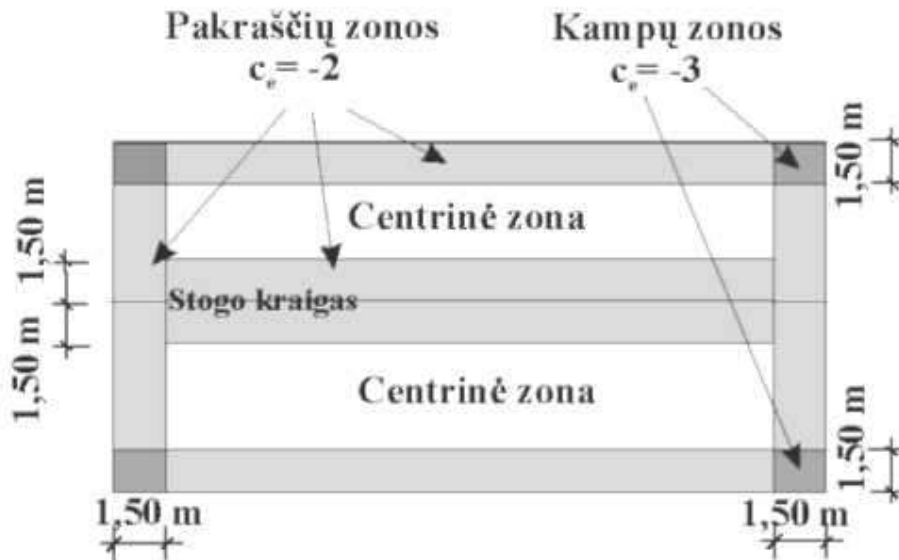 Pakraščių zonos
cₑ= -2
Kampų zonos
cₑ= -3
1,50 m
Centrinė zona
1,50 m
Stogo kraigas
1,50 m
Centrinė zona
1,50 m
1,50 m
1,50 m